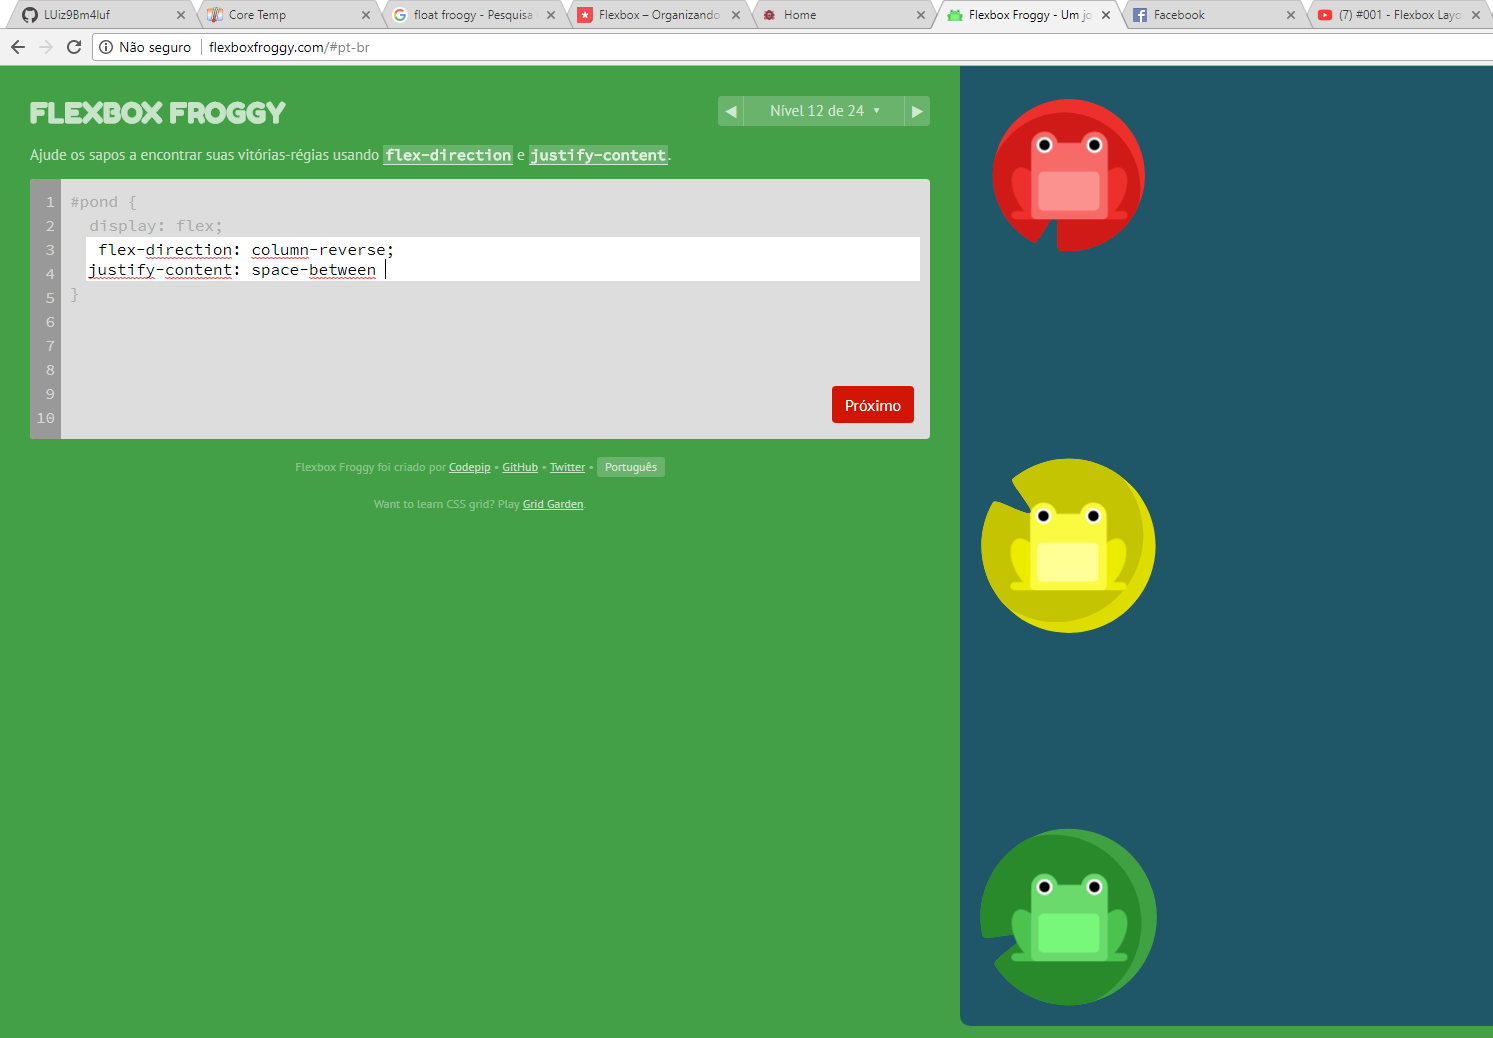 LUiz9Bm4luf
Core Temp
float froogy - Pesquisa
Flexbox – Organizando
Home
Flexbox Froggy - Um jo
Facebook
(7) #001 - Flexbox Layo
Não seguro
flexboxfroggy.com/#pt-br
FLEXBOX FROGGY
◀ Nível 12 de 24 ▼ ▶
Ajude os sapos a encontrar suas vitórias-régias usando flex-direction e justify-content.
1 #pond {
2 display: flex;
3 flex-direction: column-reverse;
4 justify-content: space-between
5 }
6
7
8
9
10
Próximo
Flexbox Froggy foi criado por Codepip • GitHub • Twitter • Português
Want to learn CSS grid? Play Grid Garden.